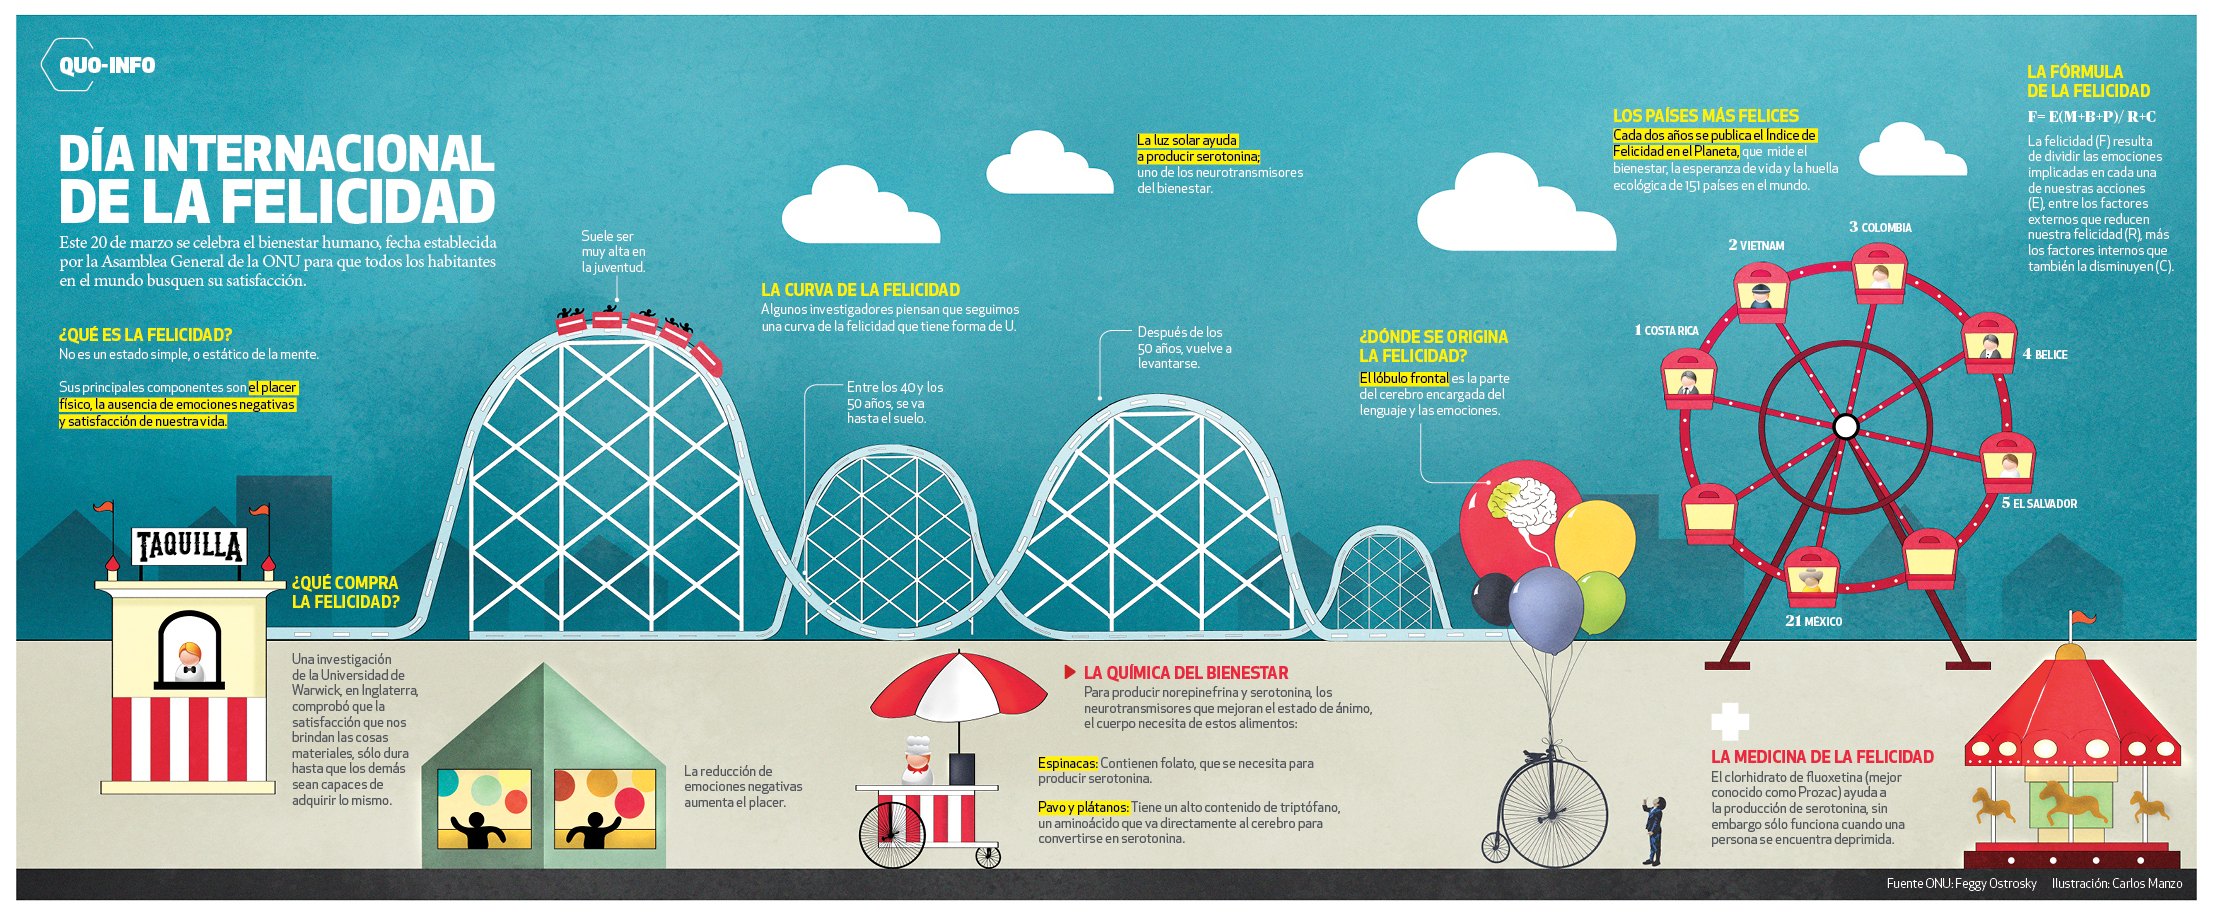 QUO-INFO
DÍA INTERNACIONAL
DE LA FELICIDAD
Este 20 de marzo se celebra el bienestar humano, fecha establecida
por la Asamblea General de la ONU para que todos los habitantes
en el mundo busquen su satisfacción.
¿QUÉ ES LA FELICIDAD?
No es un estado simple, o estático de la mente.
Sus principales componentes son el placer
físico, la ausencia de emociones negativas
y satisfacción de nuestra vida.
TAQUILLA
¿QUÉ COMPRA
LA FELICIDAD?
Una investigación
de la Universidad de
Warwick, en Inglaterra,
comprobó que la
satisfacción que nos
brindan las cosas
materiales, sólo dura
hasta que los demás
sean capaces de
adquirir lo mismo.
Suele ser
muy alta en
la juventud.
LA CURVA DE LA FELICIDAD
Algunos investigadores piensan que seguimos
una curva de la felicidad que tiene forma de U.
Entre los 40 y los
50 años, se va
hasta el suelo.
Después de los
50 años, vuelve a
levantarse.
La luz solar ayuda
a producir serotonina;
uno de los neurotransmisores
del bienestar.
¿DÓNDE SE ORIGINA
LA FELICIDAD?
El lóbulo frontal es la parte
del cerebro encargada del
lenguaje y las emociones.
LOS PAÍSES MÁS FELICES
Cada dos años se publica el Índice de
Felicidad en el Planeta, que mide el
bienestar, la esperanza de vida y la huella
ecológica de 151 países en el mundo.
1 COSTA RICA
2 VIETNAM
3 COLOMBIA
4 BELICE
5 EL SALVADOR
21 MÉXICO
LA FÓRMULA
DE LA FELICIDAD
F= E(M+B+P)/ R+C
La felicidad (F) resulta
de dividir las emociones
implicadas en cada una
de nuestras acciones
(E), entre los factores
externos que reducen
nuestra felicidad (R), más
los factores internos que
también la disminuyen (C).
La reducción de
emociones negativas
aumenta el placer.
LA QUÍMICA DEL BIENESTAR
Para producir norepinefrina y serotonina, los
neurotransmisores que mejoran el estado de ánimo,
el cuerpo necesita de estos alimentos:
Espinacas: Contienen folato, que se necesita para
producir serotonina.
Pavo y plátanos: Tiene un alto contenido de triptófano,
un aminoácido que va directamente al cerebro para
convertirse en serotonina.
LA MEDICINA DE LA FELICIDAD
El clorhidrato de fluoxetina (mejor
conocido como Prozac) ayuda a
la producción de serotonina, sin
embargo sólo funciona cuando una
persona se encuentra deprimida.
Fuente ONU: Feggy Ostrosky Ilustración: Carlos Manzo